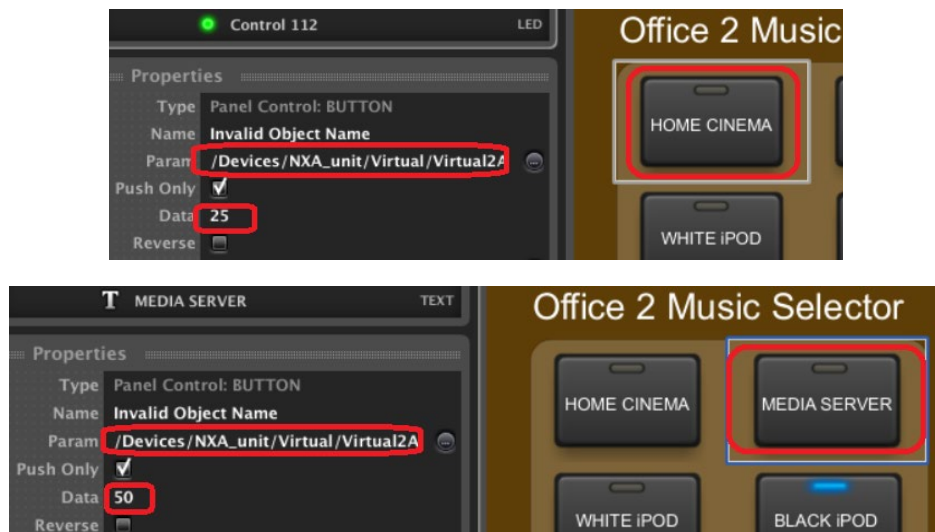 Control 112 LED
Office 2 Music
Properties
Type Panel Control: BUTTON
Name Invalid Object Name
Param /Devices/NXA_unit/Virtual/Virtual2A
Push Only
Data 25
Reverse
HOME CINEMA
WHITE iPOD
T MEDIA SERVER TEXT
Office 2 Music Selector
Properties
Type Panel Control: BUTTON
Name Invalid Object Name
Param /Devices/NXA_unit/Virtual/Virtual2A
Push Only
Data 50
Reverse
HOME CINEMA MEDIA SERVER
WHITE iPOD BLACK iPOD